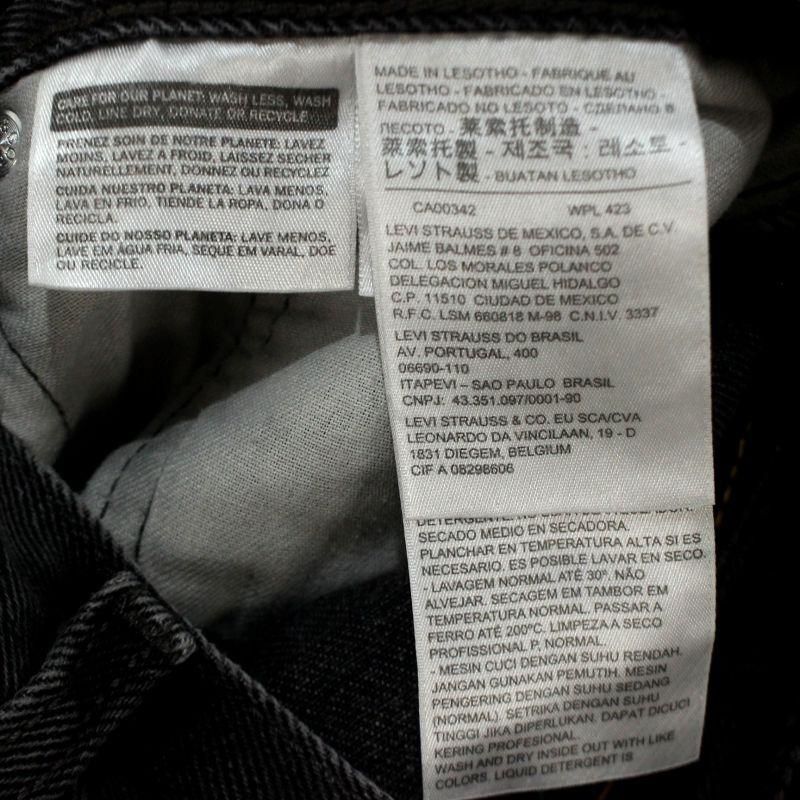 CARE FOR OUR PLANET: WASH LESS, WASH
COLD, LINE DRY, DONATE OR RECYCLE
PRENEZ SOIN DE NOTRE PLANETE: LAVEZ
MOINS, LAVEZ A FROID, LAISSEZ SECHER
NATURELLEMENT, DONNEZ OU RECYCLEZ
CUIDA NUESTRO PLANETA: LAVA MENOS,
LAVA EN FRIO, TIENDE LA ROPA, DONA O
RECICLA.
CUIDE DO NOSSO PLANETA: LAVE MENOS,
LAVE EM ÁGUA FRIA, SEQUE EM VARAL, DOE
OU RECICLE.
MADE IN LESOTHO - FABRIQUE AU
LESOTHO - FABRICADO EN LESOTHO -
FABRICADO NO LESOTO - СДЕЛАНО В
ЛЕСОТО - 莱索托制造 -
萊索托製 - 제조국 : 레소토 -
レソト製 - BUATAN LESOTHO
CA00342 WPL 423
LEVI STRAUSS DE MEXICO, S.A. DE C.V.
JAIME BALMES # 8 OFICINA 502
COL. LOS MORALES POLANCO
DELEGACION MIGUEL HIDALGO
C.P. 11510 CIUDAD DE MEXICO
R.F.C. LSM 660818 M-98 C.N.I.V. 3337
LEVI STRAUSS DO BRASIL
AV. PORTUGAL, 400
06690-110
ITAPEVI – SAO PAULO BRASIL
CNPJ: 43.351.097/0001-90
LEVI STRAUSS & CO. EU SCA/CVA
LEONARDO DA VINCILAAN, 19 - D
1831 DIEGEM, BELGIUM
CIF A 08298606
SECADO MEDIO EN SECADORA.
PLANCHAR EN TEMPERATURA ALTA SI ES
NECESARIO. ES POSIBLE LAVAR EN SECO.
- LAVAGEM NORMAL ATÉ 30º. NÃO
ALVEJAR. SECAGEM EM TAMBOR EM
TEMPERATURA NORMAL. PASSAR A
FERRO ATÉ 200ºC. LIMPEZA A SECO
PROFISSIONAL P, NORMAL.
- MESIN CUCI DENGAN SUHU RENDAH.
JANGAN GUNAKAN PEMUTIH. MESIN
PENGERING DENGAN SUHU SEDANG
(NORMAL). SETRIKA DENGAN SUHU
TINGGI JIKA DIPERLUKAN. DAPAT DICUCI
KERING PROFESIONAL.
WASH AND DRY INSIDE OUT WITH LIKE
COLORS. LIQUID DETERGENT IS